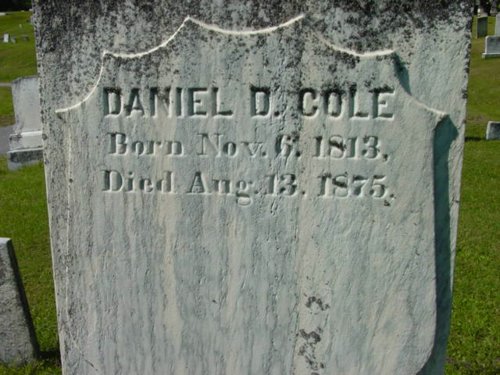 DANIEL D. COLE
Born Nov. 6. 1813,
Died Aug. 13. 1875.